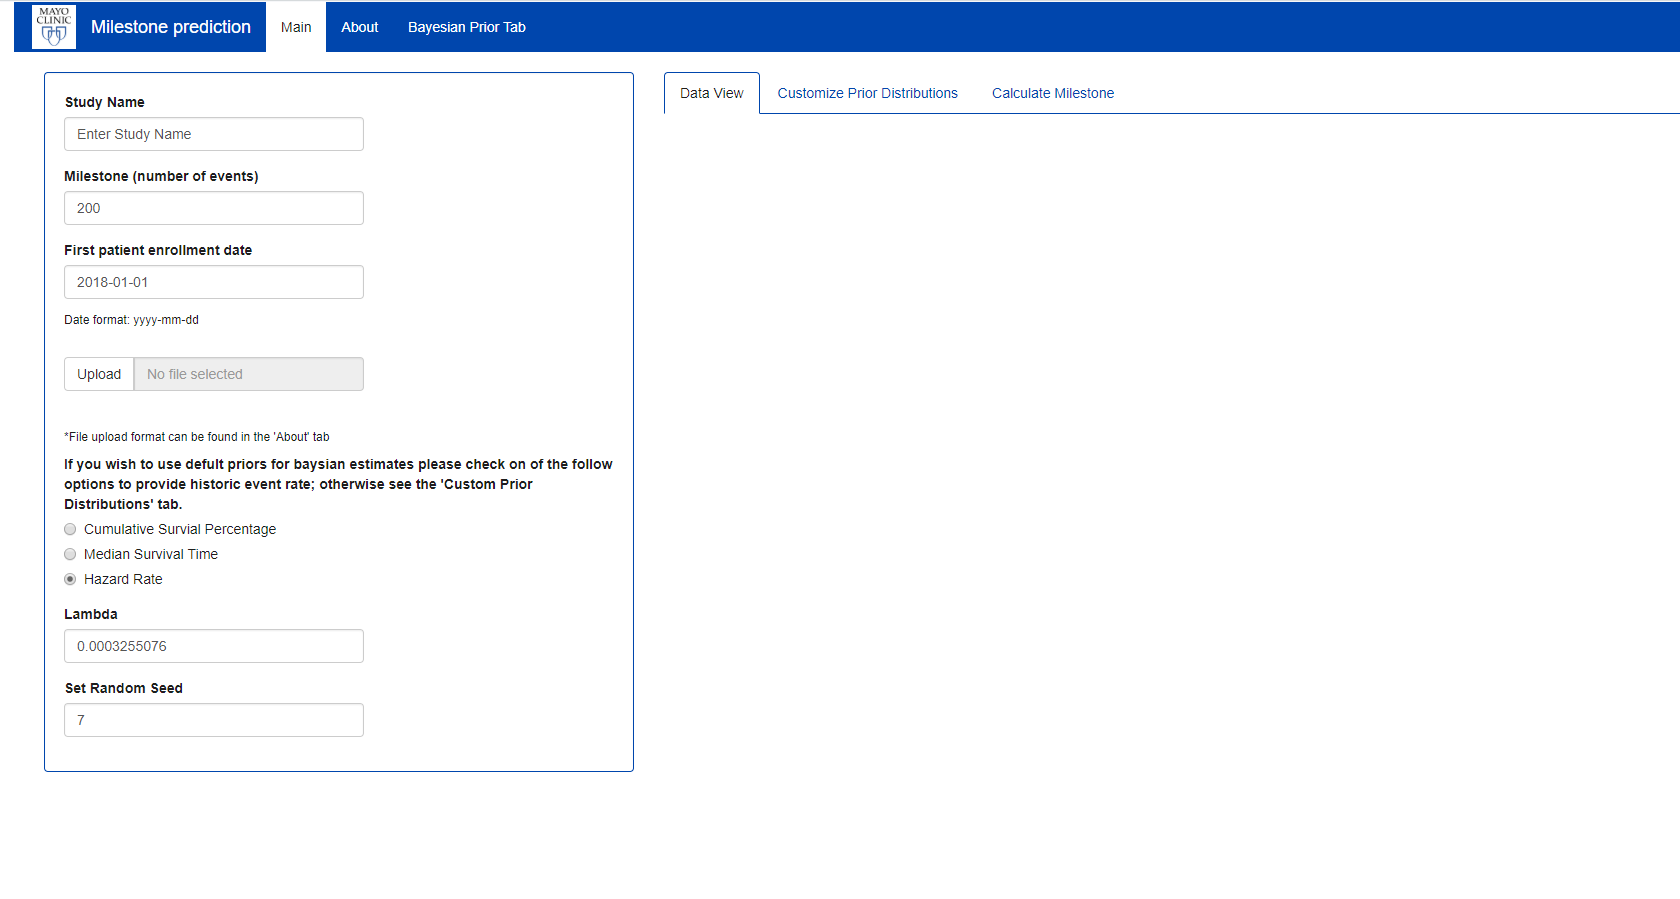 MAYO
CLINIC
Milestone prediction
Main
About
Bayesian Prior Tab
Study Name
Enter Study Name
Milestone (number of events)
200
First patient enrollment date
2018-01-01
Date format: yyyy-mm-dd
Upload
No file selected
*File upload format can be found in the 'About' tab
If you wish to use defult priors for baysian estimates please check on of the follow
options to provide historic event rate; otherwise see the 'Custom Prior
Distributions' tab.
Cumulative Survial Percentage
Median Survival Time
Hazard Rate
Lambda
0.0003255076
Set Random Seed
7
Data View
Customize Prior Distributions
Calculate Milestone